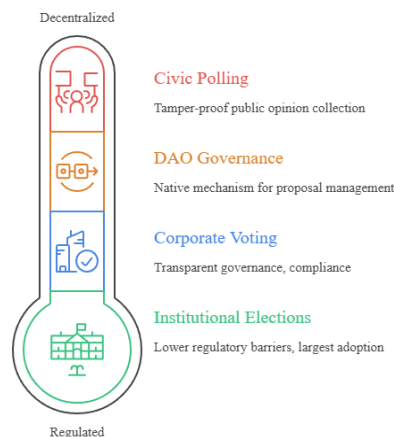 Decentralized
Civic Polling
Tamper-proof public opinion collection
DAO Governance
Native mechanism for proposal management
Corporate Voting
Transparent governance, compliance
Institutional Elections
Lower regulatory barriers, largest adoption
Regulated